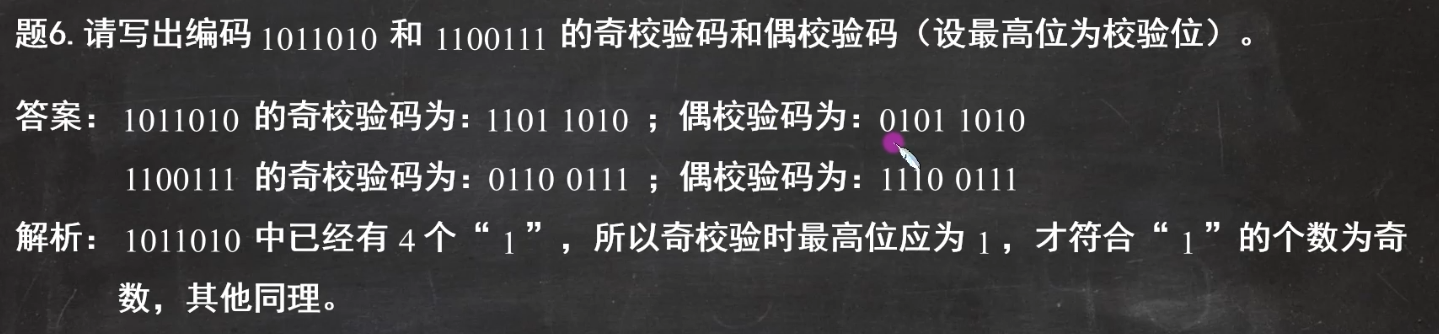 题6. 请写出编码 1011010 和 1100111 的奇校验码和偶校验码（设最高位为校验位）。
答案： 1011010 的奇校验码为：1101 1010 ；偶校验码为：0101 1010
1100111 的奇校验码为：0110 0111 ；偶校验码为：1110 0111
解析： 1011010 中已经有 4 个“ 1 ”，所以奇校验时最高位应为 1 ，才符合“ 1 ”的个数为奇
数，其他同理。